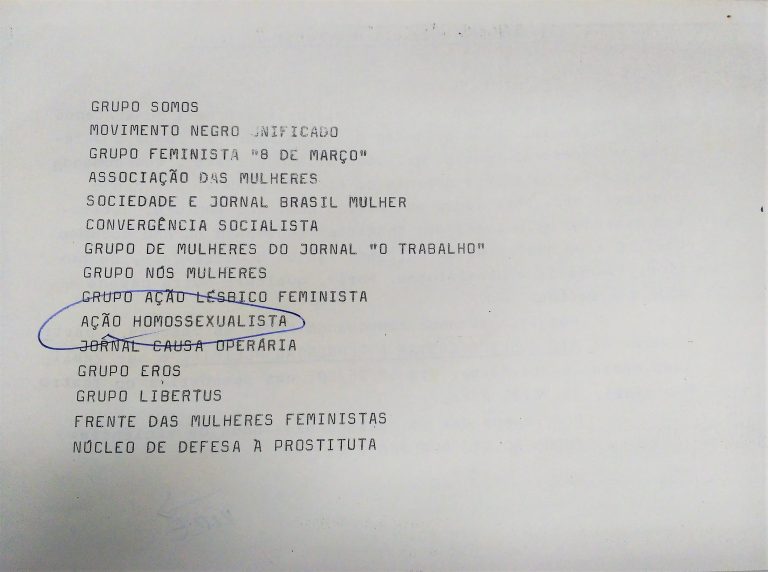 GRUPO SOMOS
MOVIMENTO NEGRO UNIFICADO
GRUPO FEMINISTA "8 DE MARÇO"
ASSOCIAÇÃO DAS MULHERES
SOCIEDADE E JORNAL BRASIL MULHER
CONVERGÊNCIA SOCIALISTA
GRUPO DE MULHERES DO JORNAL "O TRABALHO"
GRUPO NÓS MULHERES
GRUPO AÇÃO LÉSBICO FEMINISTA
AÇÃO HOMOSSEXUALISTA
JORNAL CAUSA OPERÁRIA
GRUPO EROS
GRUPO LIBERTUS
FRENTE DAS MULHERES FEMINISTAS
NÚCLEO DE DEFESA À PROSTITUTA